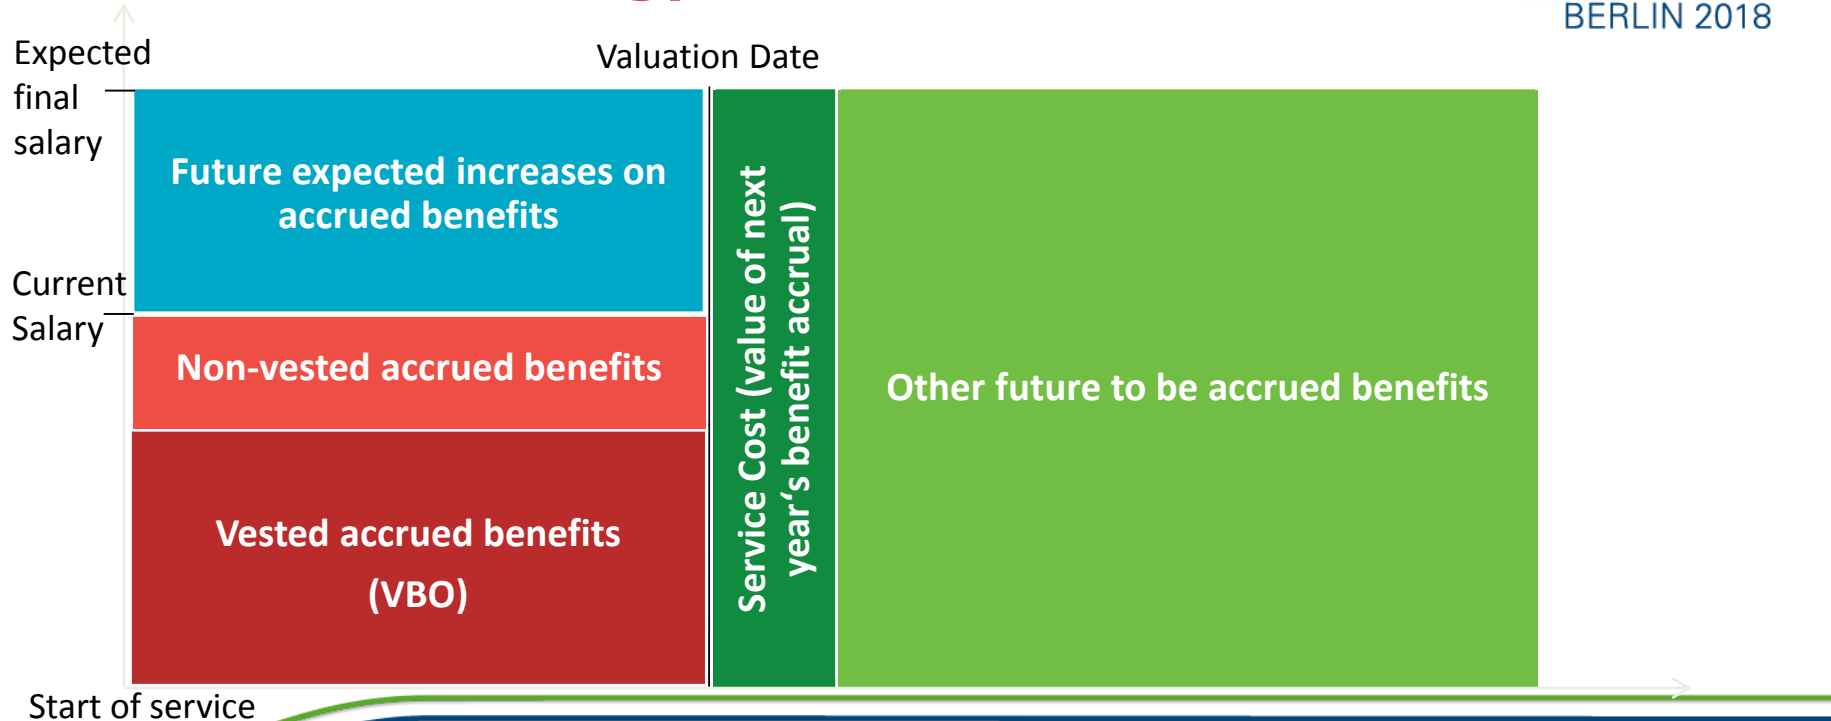 BERLIN 2018
Expected
final
salary
Valuation Date
Future expected increases on
accrued benefits
Current
Salary
Non-vested accrued benefits
Vested accrued benefits
(VBO)
Service Cost (value of next
year‘s benefit accrual)
Other future to be accrued benefits
Start of service